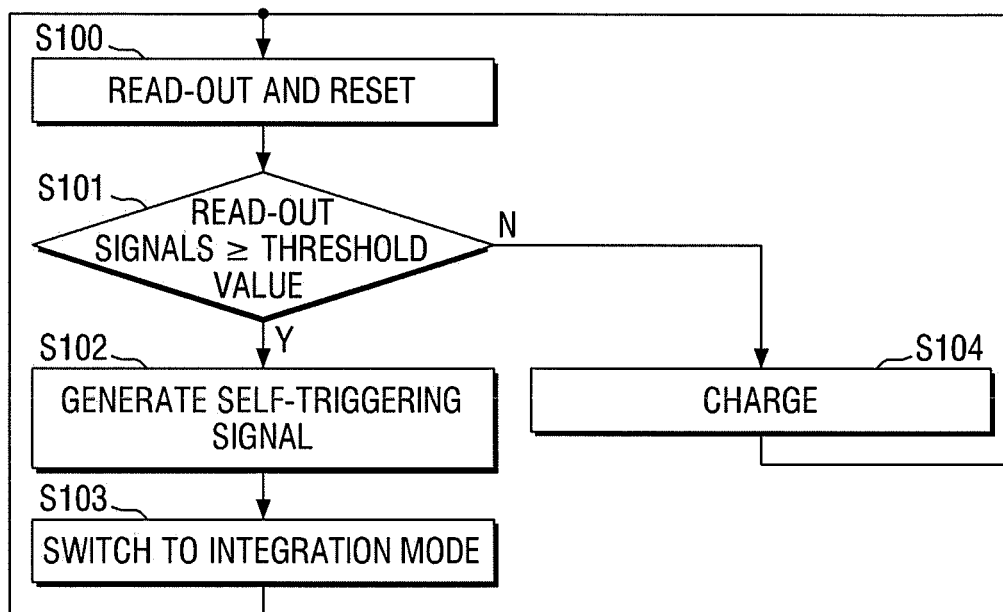 S100
READ-OUT AND RESET
S101
READ-OUT
SIGNALS ≥ THRESHOLD
VALUE
N
Y
S102
GENERATE SELF-TRIGGERING
SIGNAL
S104
CHARGE
S103
SWITCH TO INTEGRATION MODE